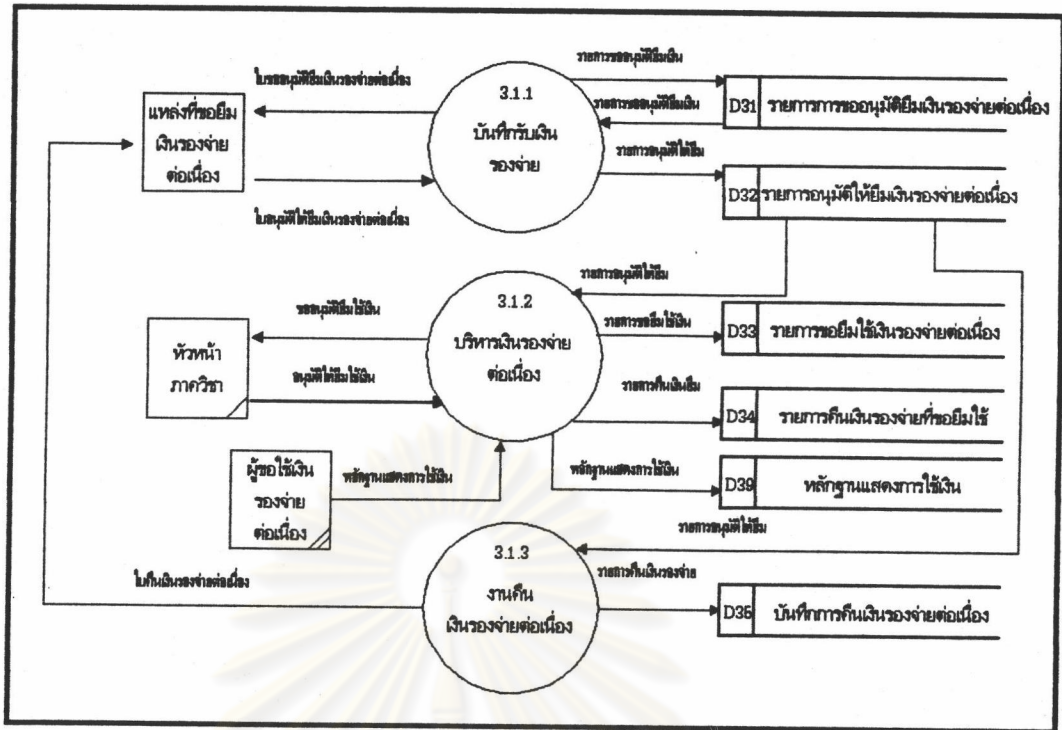 รายการขออนุมัติยืมเงิน
ใบขออนุมัติยืมเงินรองจ่ายต่อเนื่อง
3.1.1
บันทึกรับเงิน
รองจ่าย
แหล่งที่ขอยืม
เงินรองจ่าย
ต่อเนื่อง
รายการขออนุมัติยืมเงิน
D31 รายการการขออนุมัติยืมเงินรองจ่ายต่อเนื่อง
รายการอนุมัติให้ยืม
D32 รายการอนุมัติให้ยืมเงินรองจ่ายต่อเนื่อง
ใบอนุมัติให้ยืมเงินรองจ่ายต่อเนื่อง
รายการอนุมัติให้ยืม
3.1.2
บริหารเงินรองจ่าย
ต่อเนื่อง
ขออนุมัติยืมใช้เงิน
รายการขอยืมใช้เงิน
D33 รายการขอยืมใช้เงินรองจ่ายต่อเนื่อง
หัวหน้า
ภาควิชา
อนุมัติให้ยืมใช้เงิน
รายการคืนเงินยืม
D34 รายการคืนเงินรองจ่ายที่ขอยืมใช้
ผู้ขอใช้เงิน
รองจ่าย
ต่อเนื่อง
หลักฐานแสดงการใช้เงิน
หลักฐานแสดงการใช้เงิน
D39 หลักฐานแสดงการใช้เงิน
รายการอนุมัติให้ยืม
3.1.3
งานคืน
เงินรองจ่ายต่อเนื่อง
ใบคืนเงินรองจ่ายต่อเนื่อง
รายการคืนเงินรองจ่าย
D35 บันทึกการคืนเงินรองจ่ายต่อเนื่อง